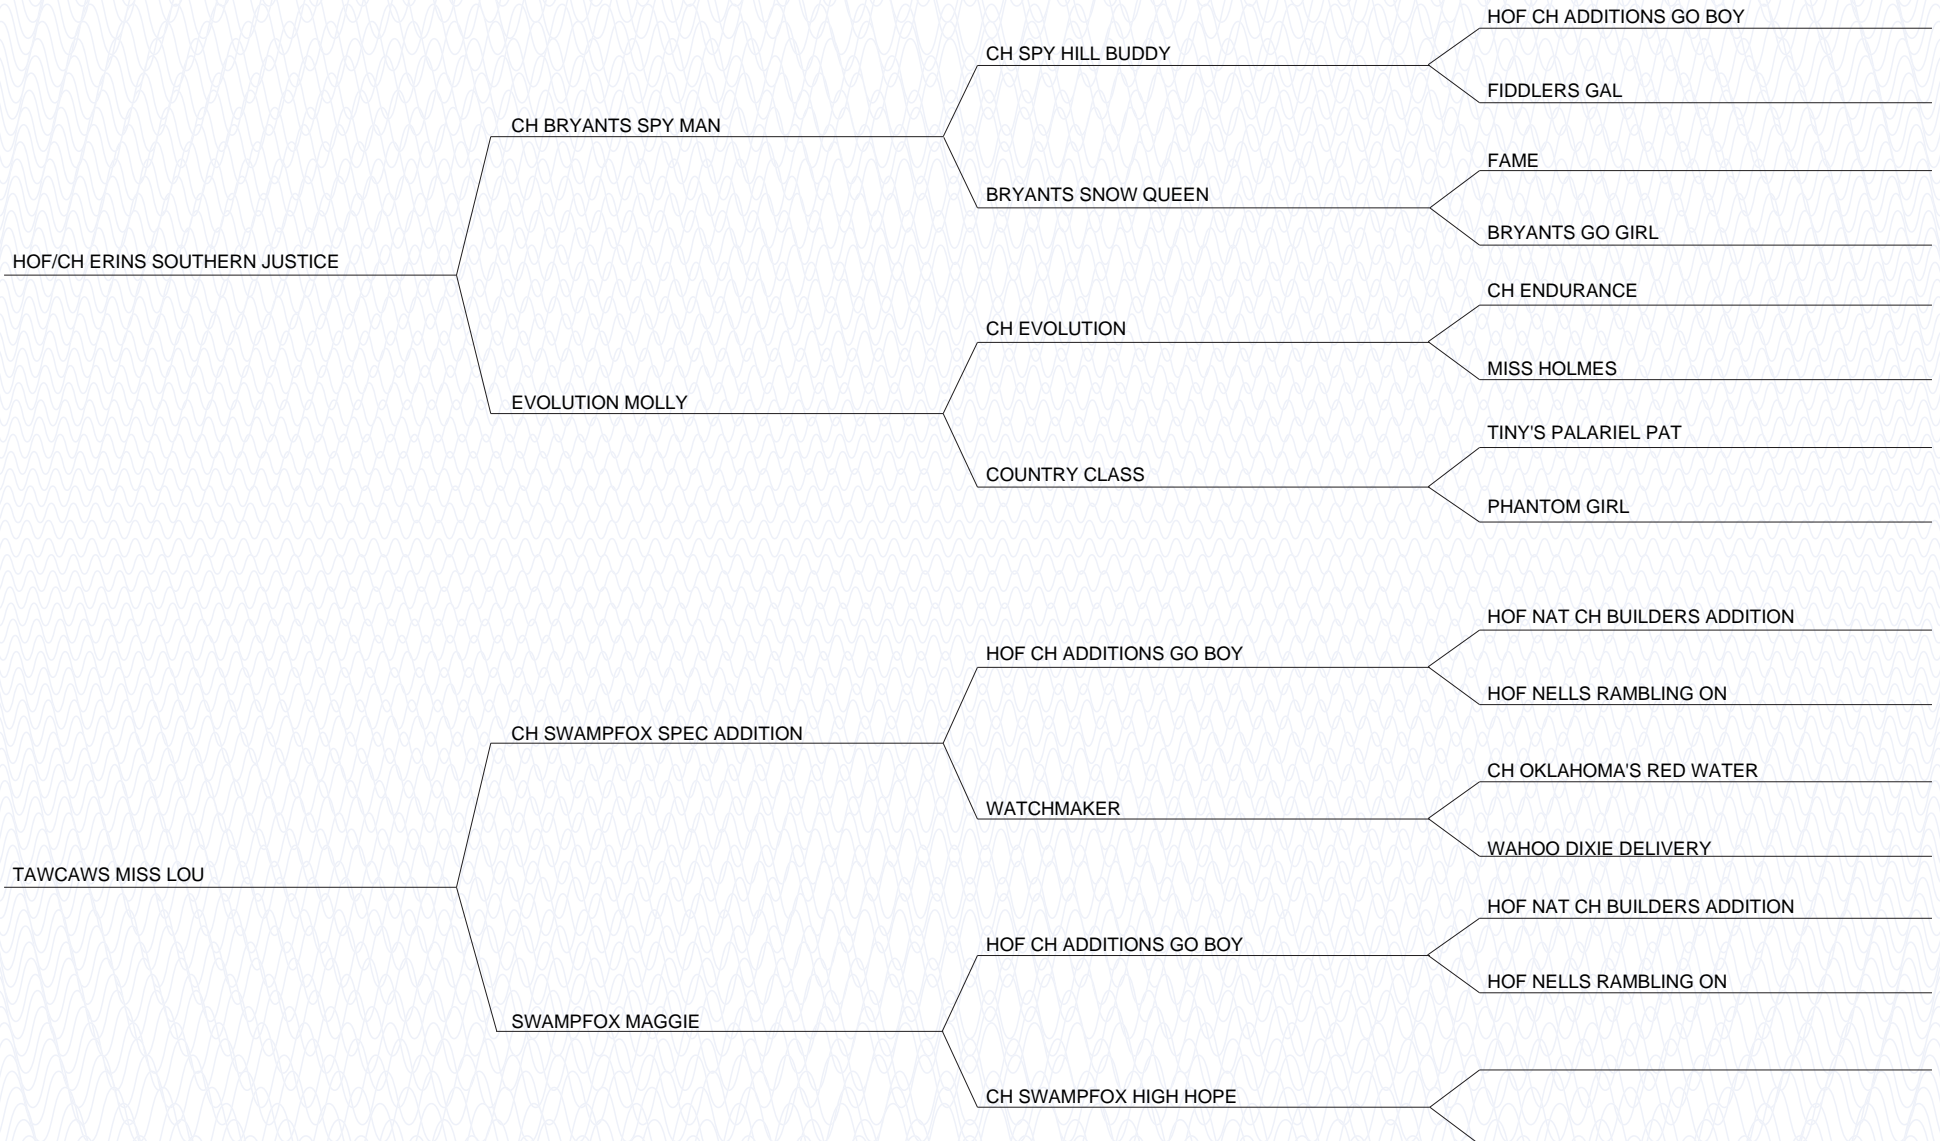 HOF CH ADDITIONS GO BOY
CH SPY HILL BUDDY
FIDDLERS GAL
CH BRYANTS SPY MAN
FAME
BRYANTS SNOW QUEEN
BRYANTS GO GIRL
HOF/CH ERINS SOUTHERN JUSTICE
CH ENDURANCE
CH EVOLUTION
MISS HOLMES
EVOLUTION MOLLY
TINY'S PALARIEL PAT
COUNTRY CLASS
PHANTOM GIRL
HOF NAT CH BUILDERS ADDITION
HOF CH ADDITIONS GO BOY
HOF NELLS RAMBLING ON
CH SWAMPFOX SPEC ADDITION
CH OKLAHOMA'S RED WATER
WATCHMAKER
WAHOO DIXIE DELIVERY
TAWCAWS MISS LOU
HOF NAT CH BUILDERS ADDITION
HOF CH ADDITIONS GO BOY
HOF NELLS RAMBLING ON
SWAMPFOX MAGGIE
CH SWAMPFOX HIGH HOPE